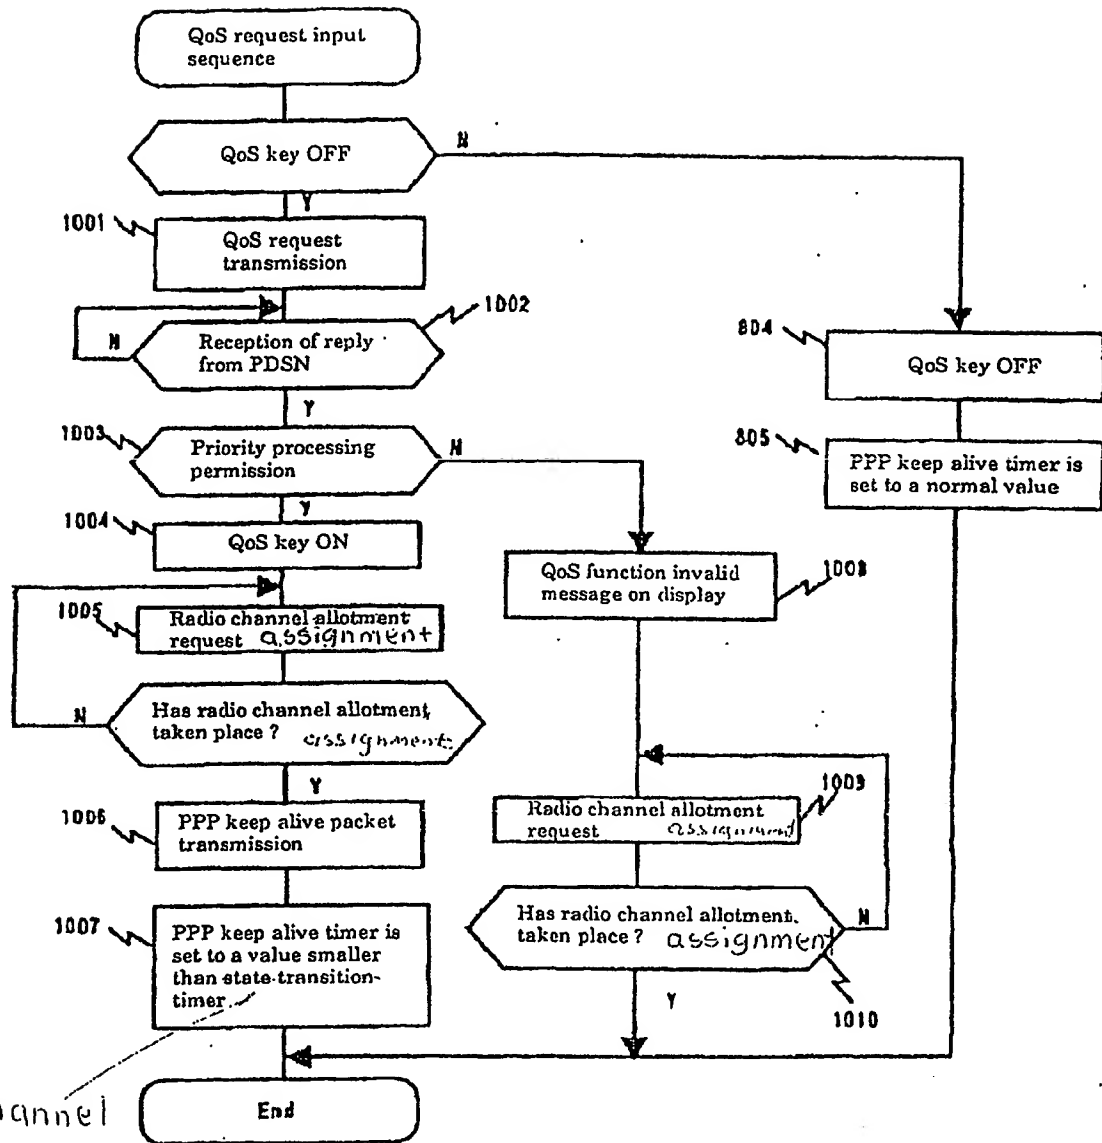 QoS request input
sequence
QoS key OFF
N
Y
1001
QoS request
transmission
1002
N
Reception of reply
from PDSN
804
QoS key OFF
Y
1003
Priority processing
permission
N
805
PPP keep alive timer is
set to a normal value
Y
1004
QoS key ON
QoS function invalid
message on display
1008
1005
Radio channel allotment
request assignment
N
Has radio channel allotment
taken place? assignment
Y
1009
Radio channel allotment
request assignment
1006
PPP keep alive packet
transmission
Has radio channel allotment
taken place? assignment
N
1007
PPP keep alive timer is
set to a value smaller
than state-transition-
timer
Y
1010
End